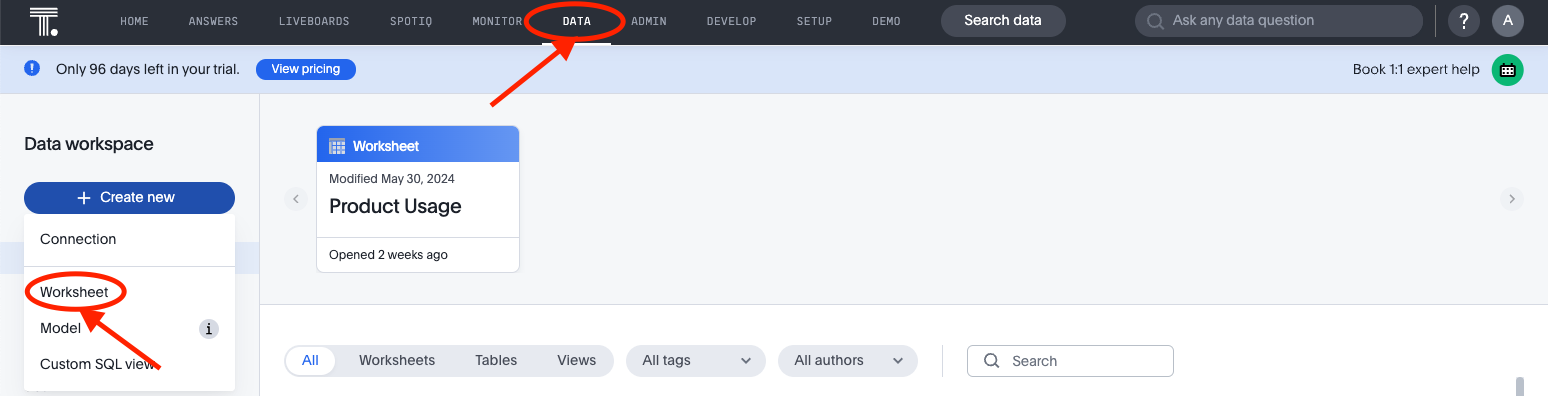 T.
HOME ANSWERS LIVEBOARDS SPOTIQ MONITOR DATA ADMIN DEVELOP SETUP DEMO Search data Ask any data question ? A
! Only 96 days left in your trial. View pricing Book 1:1 expert help
Data workspace
+ Create new
Connection
Worksheet
Model i
Custom SQL view
Worksheet
Modified May 30, 2024
Product Usage
Opened 2 weeks ago
All Worksheets Tables Views All tags All authors Search